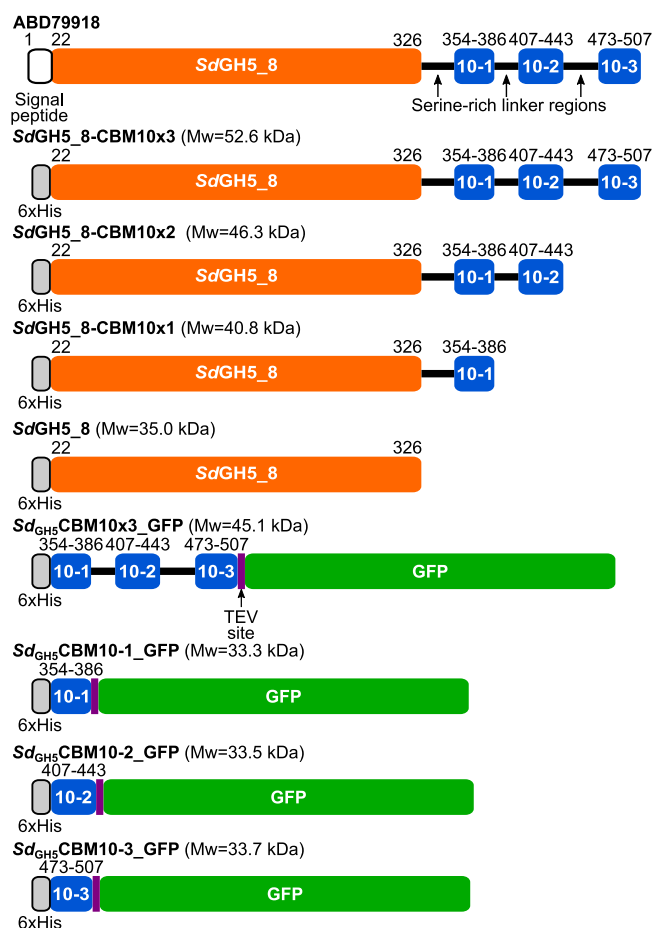 ABD79918
1 22 326 354-386 407-443 473-507
SdGH5_8 10-1 10-2 10-3
Signal
peptide
Serine-rich linker regions
SdGH5_8-CBM10x3 (Mw=52.6 kDa)
22 326 354-386 407-443 473-507
SdGH5_8 10-1 10-2 10-3
6xHis
SdGH5_8-CBM10x2 (Mw=46.3 kDa)
22 326 354-386 407-443
SdGH5_8 10-1 10-2
6xHis
SdGH5_8-CBM10x1 (Mw=40.8 kDa)
22 326 354-386
SdGH5_8 10-1
6xHis
SdGH5_8 (Mw=35.0 kDa)
22 326
SdGH5_8
6xHis
SdGH5CBM10x3_GFP (Mw=45.1 kDa)
354-386 407-443 473-507
10-1 10-2 10-3 GFP
6xHis
TEV
site
SdGH5CBM10-1_GFP (Mw=33.3 kDa)
354-386
10-1 GFP
6xHis
SdGH5CBM10-2_GFP (Mw=33.5 kDa)
407-443
10-2 GFP
6xHis
SdGH5CBM10-3_GFP (Mw=33.7 kDa)
473-507
10-3 GFP
6xHis